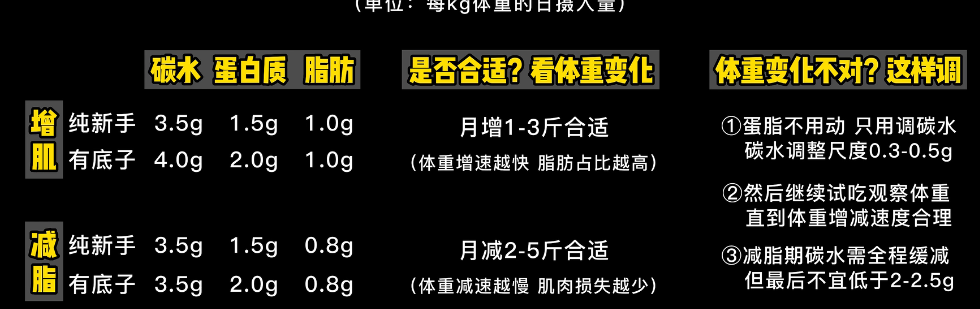 (单位：每kg体重的日摄入量)
碳水 蛋白质 脂肪 是否合适？看体重变化 体重变化不对？这样调
增肌
纯新手 3.5g 1.5g 1.0g
有底子 4.0g 2.0g 1.0g
月增1-3斤合适
(体重增速越快 脂肪占比越高)
减脂
纯新手 3.5g 1.5g 0.8g
有底子 3.5g 2.0g 0.8g
月减2-5斤合适
(体重减速越慢 肌肉损失越少)
①蛋脂不用动 只用调碳水
碳水调整尺度0.3-0.5g
②然后继续试吃观察体重
直到体重增减速度合理
③减脂期碳水需全程缓减
但最后不宜低于2-2.5g